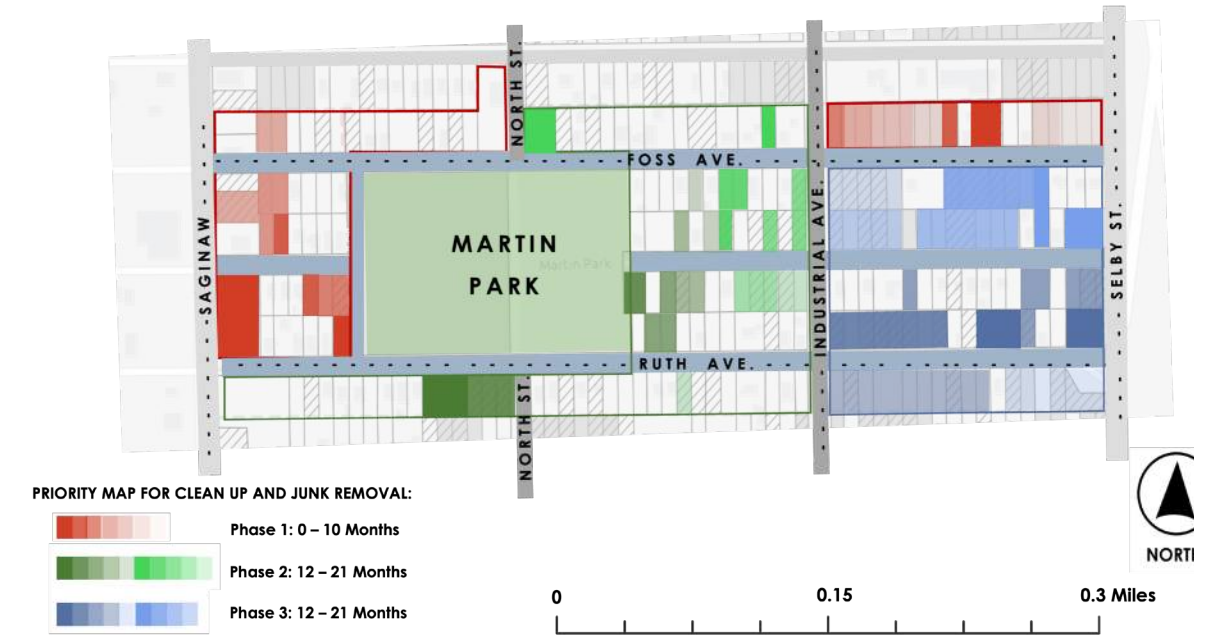 NORTH ST.
FOSS AVE.
SAGINAW
MARTIN
PARK
Martin Park
INDUSTRIAL AVE.
SELBY ST.
RUTH AVE.
NORTH ST.
PRIORITY MAP FOR CLEAN UP AND JUNK REMOVAL:
Phase 1: 0 – 10 Months
Phase 2: 12 – 21 Months
Phase 3: 12 – 21 Months
NORT
0 0.15 0.3 Miles